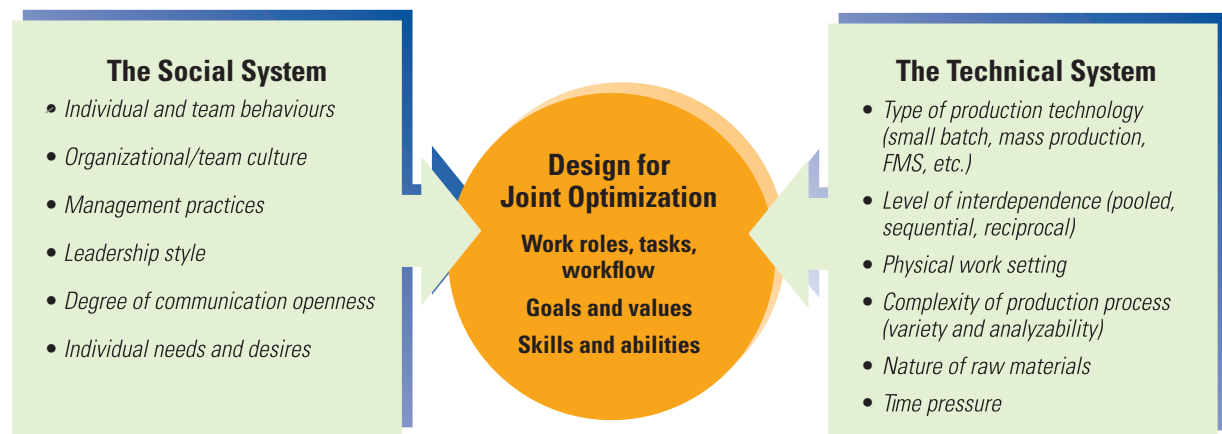 The Social System
• Individual and team behaviours
• Organizational/team culture
• Management practices
• Leadership style
• Degree of communication openness
• Individual needs and desires
Design for
Joint Optimization
Work roles, tasks,
workflow
Goals and values
Skills and abilities
The Technical System
• Type of production technology
(small batch, mass production,
FMS, etc.)
• Level of interdependence (pooled,
sequential, reciprocal)
• Physical work setting
• Complexity of production process
(variety and analyzability)
• Nature of raw materials
• Time pressure